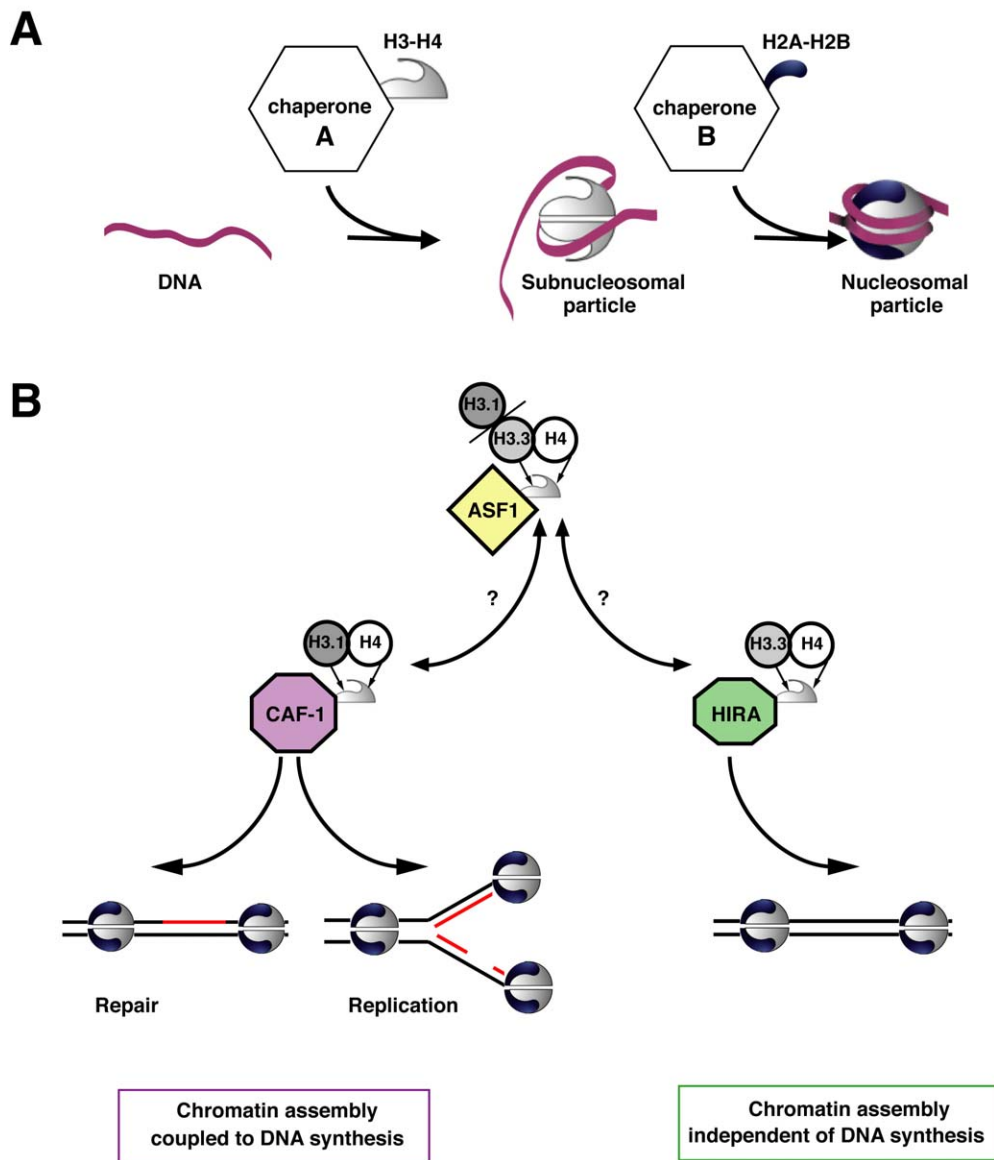 A
H3-H4
chaperone
A
H2A-H2B
chaperone
B
DNA
Subnucleosomal
particle
Nucleosomal
particle
B
H3.1
H3.3 H4
ASF1
? ?
H3.1 H4
CAF-1
H3.3 H4
HIRA
Repair
Replication
Chromatin assembly
coupled to DNA synthesis
Chromatin assembly
independent of DNA synthesis